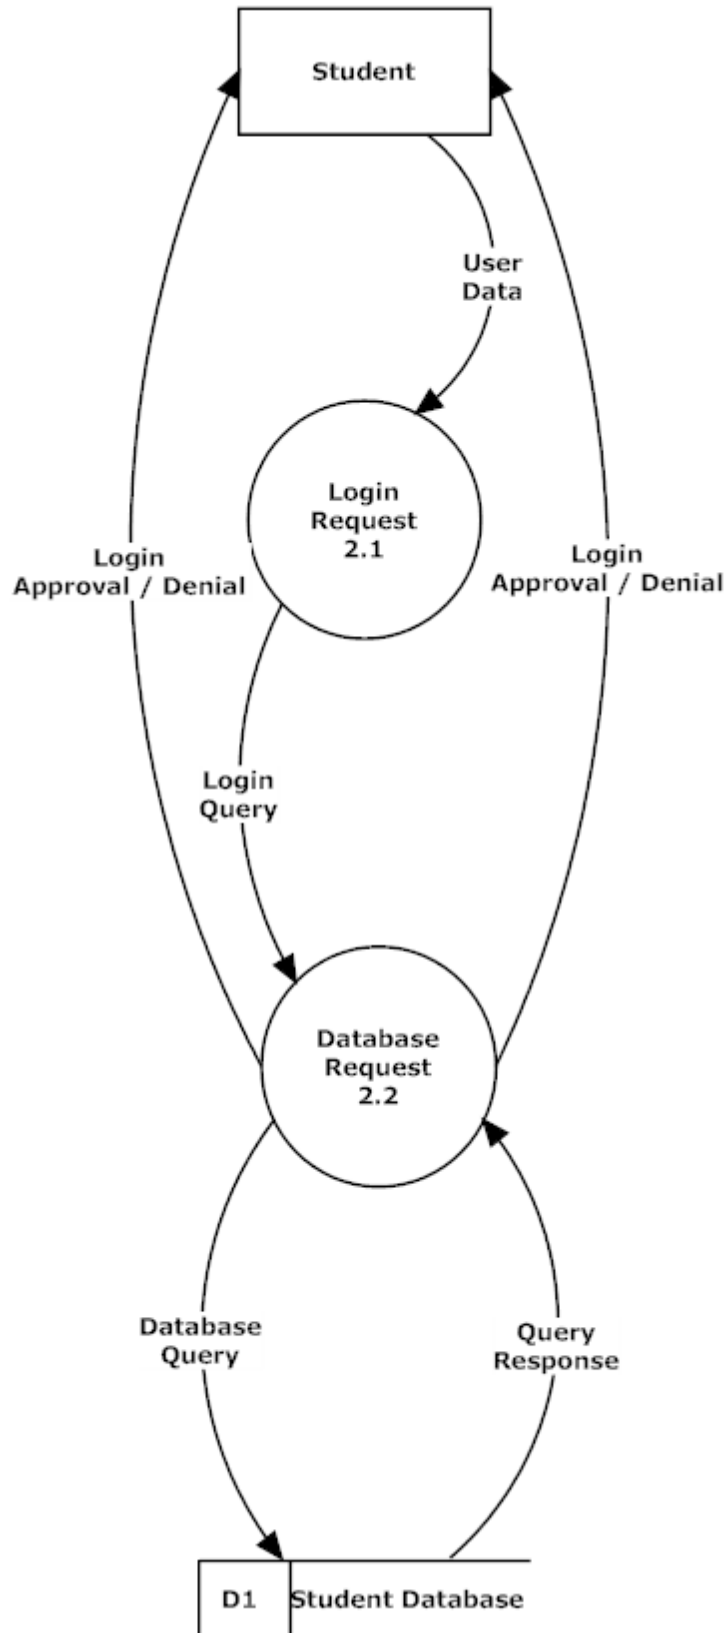 Student
User
Data
Login
Request
2.1
Login
Approval / Denial
Login
Approval / Denial
Login
Query
Database
Request
2.2
Database
Query
Query
Response
D1
Student Database